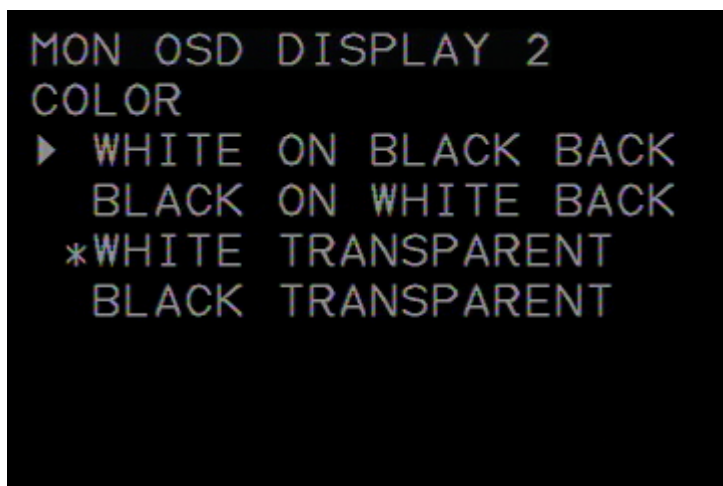 MON OSD DISPLAY 2
COLOR
▶ WHITE ON BLACK BACK
BLACK ON WHITE BACK
*WHITE TRANSPARENT
BLACK TRANSPARENT